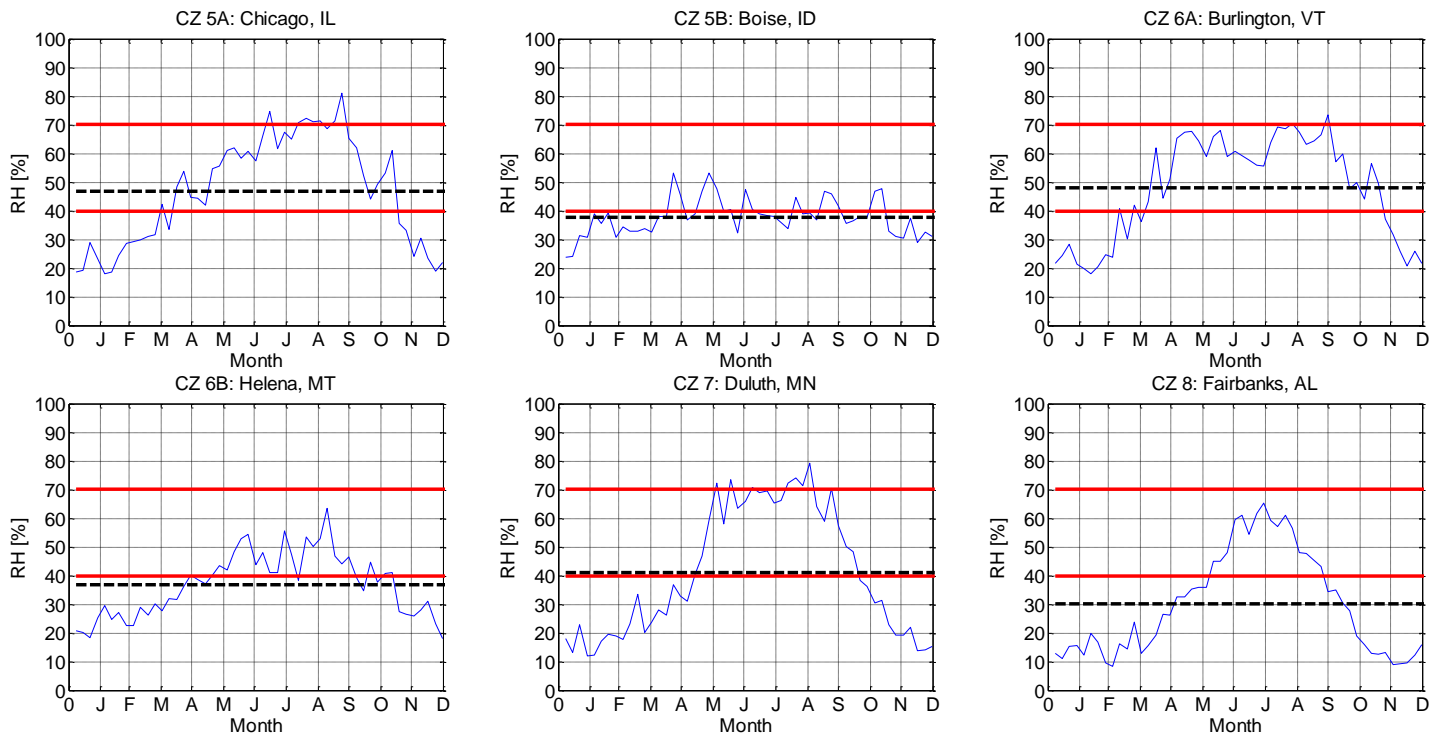 CZ 5A: Chicago, IL
100
90
80
70
60
50
40
30
20
10
0
RH [%]
0 J F M A M J J A S O N D
Month
CZ 5B: Boise, ID
100
90
80
70
60
50
40
30
20
10
0
RH [%]
0 J F M A M J J A S O N D
Month
CZ 6A: Burlington, VT
100
90
80
70
60
50
40
30
20
10
0
RH [%]
0 J F M A M J J A S O N D
Month
CZ 6B: Helena, MT
100
90
80
70
60
50
40
30
20
10
0
RH [%]
0 J F M A M J J A S O N D
Month
CZ 7: Duluth, MN
100
90
80
70
60
50
40
30
20
10
0
RH [%]
0 J F M A M J J A S O N D
Month
CZ 8: Fairbanks, AL
100
90
80
70
60
50
40
30
20
10
0
RH [%]
0 J F M A M J J A S O N D
Month